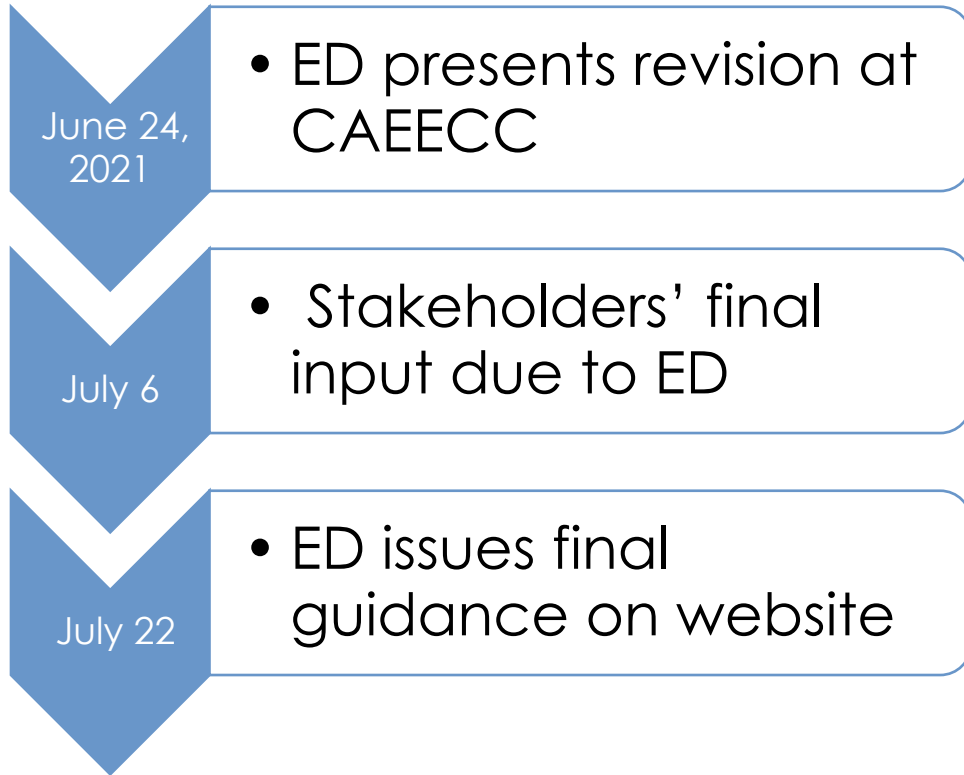 June 24,
2021
• ED presents revision at
CAEECC
July 6
• Stakeholders’ final
input due to ED
July 22
• ED issues final
guidance on website